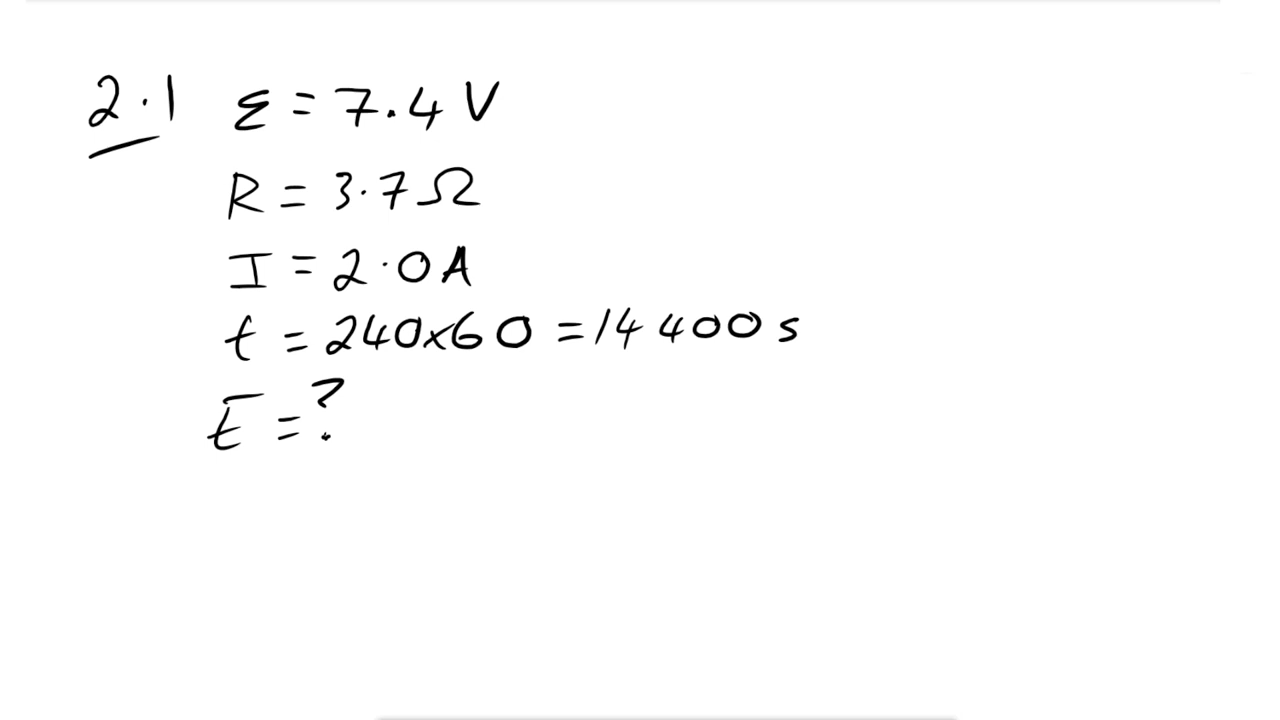 2.1 ε = 7.4 V
R = 3.7 Ω
I = 2.0 A
t = 240 × 60 = 14 400 s
E = ?